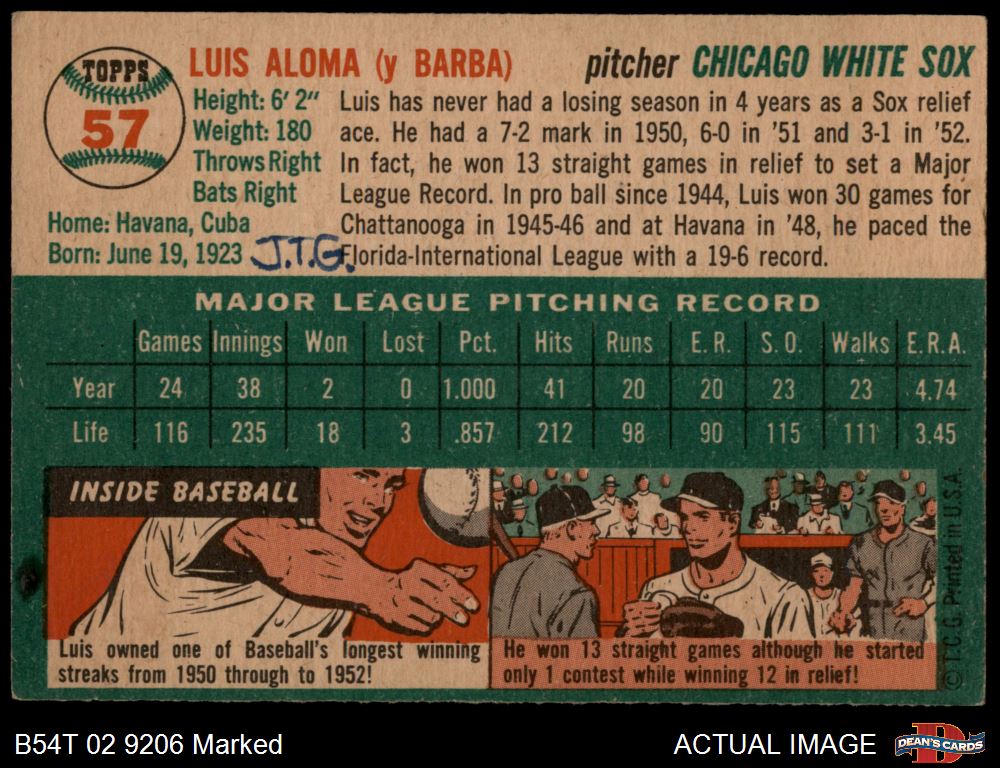 TOPPS
57
LUIS ALOMA (y BARBA)
pitcher CHICAGO WHITE SOX
Height: 6' 2"
Weight: 180
Throws Right
Bats Right
Home: Havana, Cuba
Born: June 19, 1923
J.T.G.
Luis has never had a losing season in 4 years as a Sox relief
ace. He had a 7-2 mark in 1950, 6-0 in '51 and 3-1 in '52.
In fact, he won 13 straight games in relief to set a Major
League Record. In pro ball since 1944, Luis won 30 games for
Chattanooga in 1945-46 and at Havana in '48, he paced the
Florida-International League with a 19-6 record.
MAJOR LEAGUE PITCHING RECORD
Games Innings Won Lost Pct. Hits Runs E. R. S. O. Walks E. R. A.
Year 24 38 2 0 1.000 41 20 20 23 23 4.74
Life 116 235 18 3 .857 212 98 90 115 111 3.45
INSIDE BASEBALL
Luis owned one of Baseball's longest winning
streaks from 1950 through to 1952!
He won 13 straight games although he started
only 1 contest while winning 12 in relief!
© T. C. G. Printed in U.S.A.
B54T 02 9206 Marked
ACTUAL IMAGE
D
DEAN'S CARDS